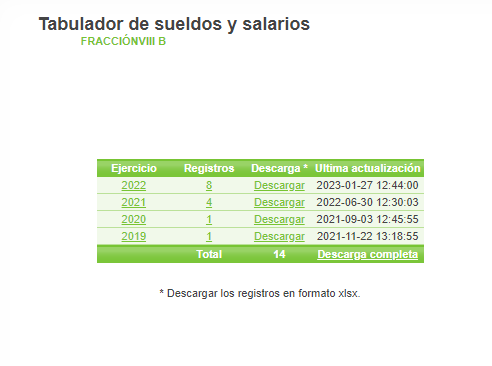 Tabulador de sueldos y salarios
FRACCIÓNVIII B
Ejercicio Registros Descarga * Ultima actualización
2022 8 Descargar 2023-01-27 12:44:00
2021 4 Descargar 2022-06-30 12:30:03
2020 1 Descargar 2021-09-03 12:45:55
2019 1 Descargar 2021-11-22 13:18:55
Total 14 Descarga completa
* Descargar los registros en formato xlsx.